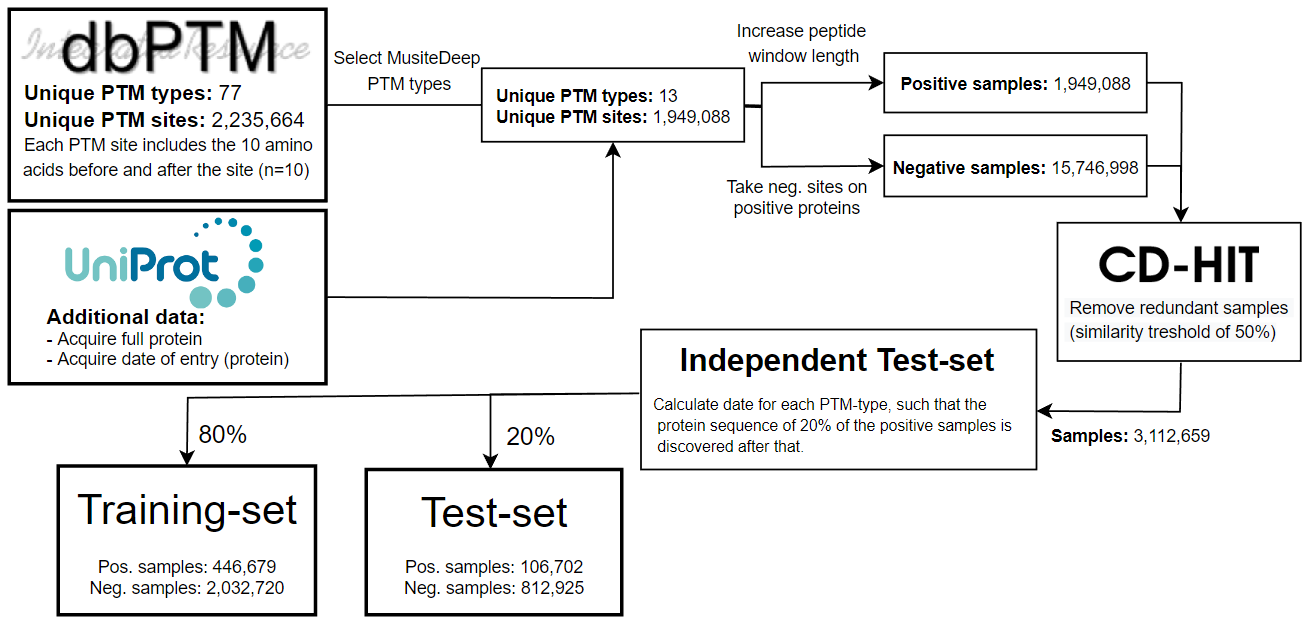 Integrated Resource
dbPTM
Unique PTM types: 77
Unique PTM sites: 2,235,664
Each PTM site includes the 10 amino
acids before and after the site (n=10)
UniProt
Additional data:
- Acquire full protein
- Acquire date of entry (protein)
Select MusiteDeep
PTM types
Unique PTM types: 13
Unique PTM sites: 1,949,088
Increase peptide
window length
Positive samples: 1,949,088
Negative samples: 15,746,998
Take neg. sites on
positive proteins
CD-HIT
Remove redundant samples
(similarity treshold of 50%)
Samples: 3,112,659
Independent Test-set
Calculate date for each PTM-type, such that the
protein sequence of 20% of the positive samples is
discovered after that.
80%
20%
Training-set
Pos. samples: 446,679
Neg. samples: 2,032,720
Test-set
Pos. samples: 106,702
Neg. samples: 812,925